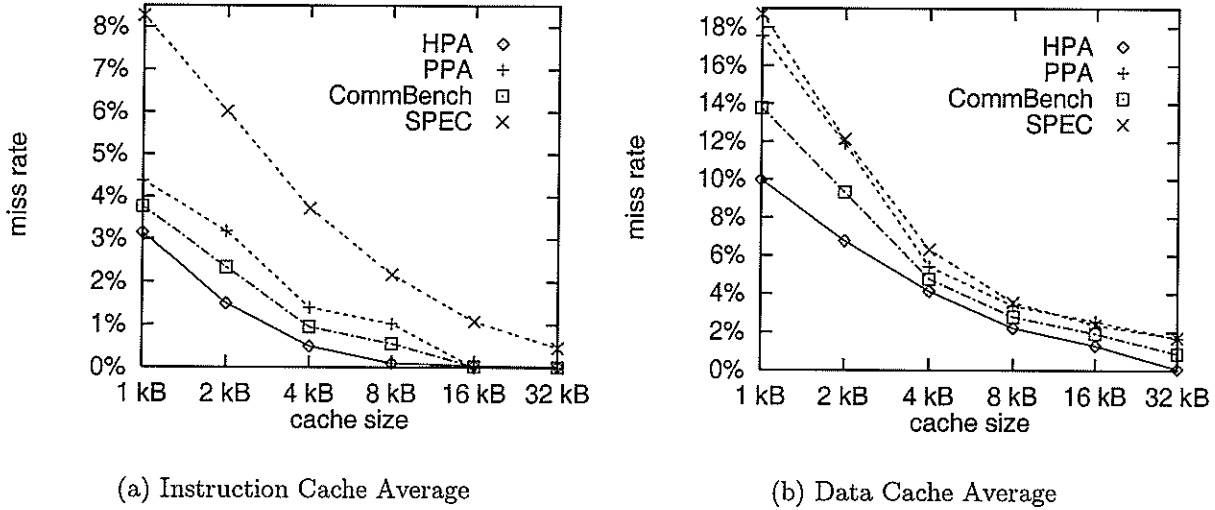 8%
7%
6%
5%
4%
3%
2%
1%
0%
miss rate
HPA
PPA
CommBench
SPEC
1 kB 2 kB 4 kB 8 kB 16 kB 32 kB
cache size
(a) Instruction Cache Average
18%
16%
14%
12%
10%
8%
6%
4%
2%
0%
miss rate
HPA
PPA
CommBench
SPEC
1 kB 2 kB 4 kB 8 kB 16 kB 32 kB
cache size
(b) Data Cache Average